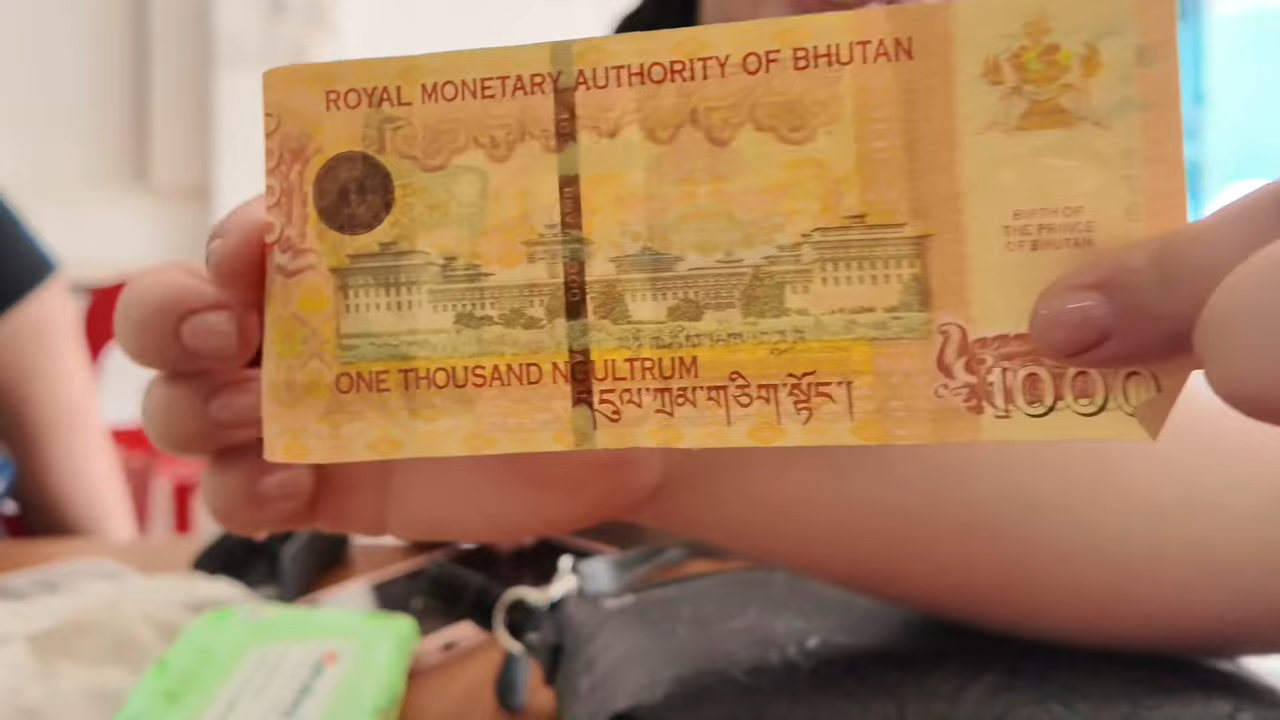 ROYAL MONETARY AUTHORITY OF BHUTAN
BIRTH OF
THE PRINCE
OF BHUTAN
ONE THOUSAND NGULTRUM
དངུལ་ཀྲམ་གཅིག་སྟོང་།
1000